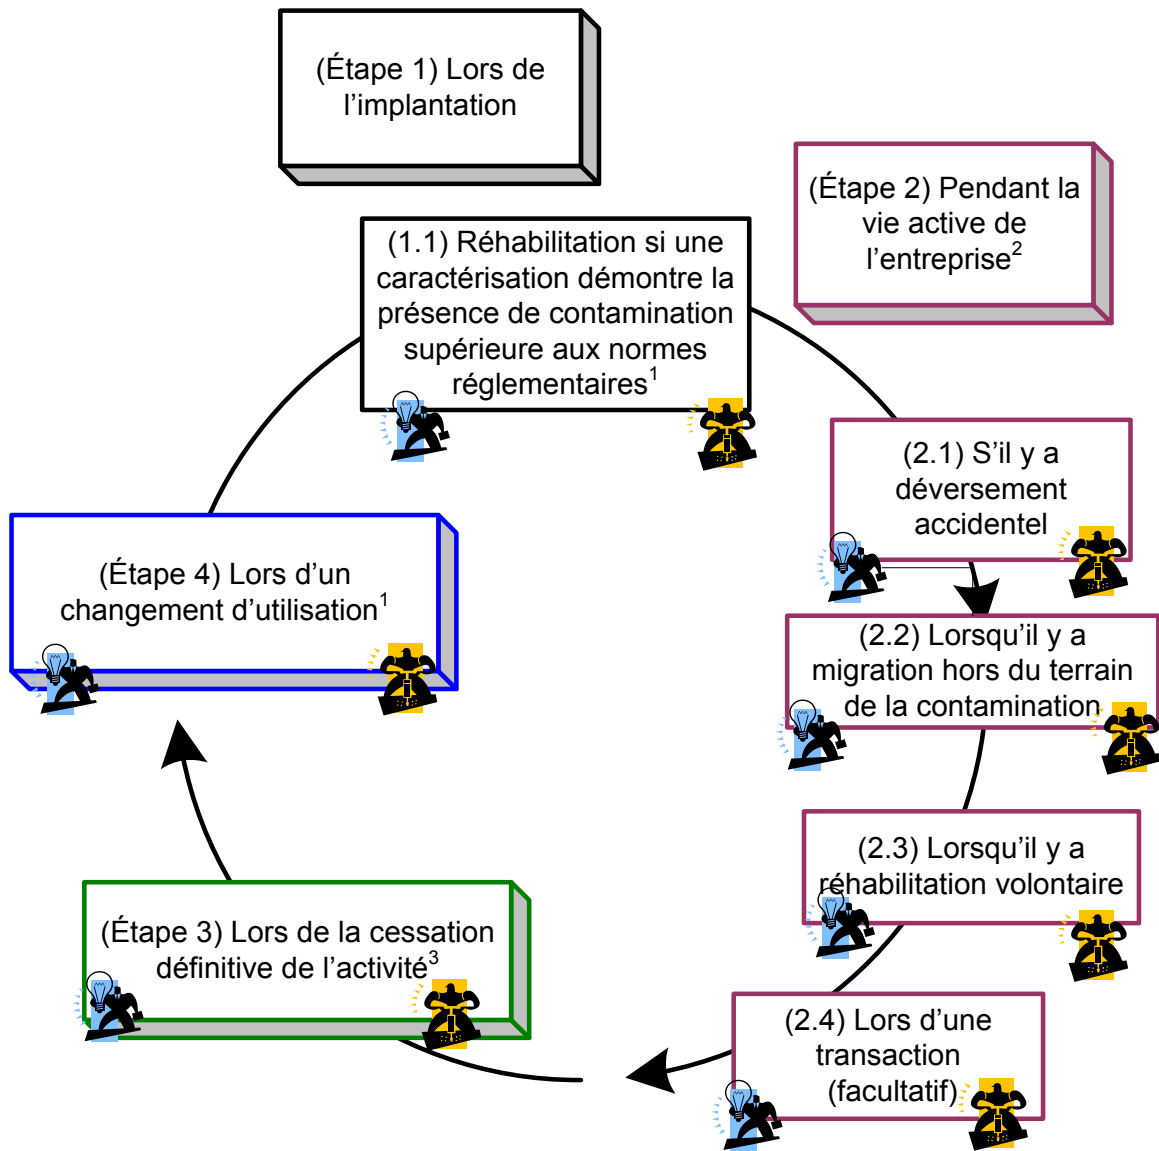 (Étape 1) Lors de
l’implantation
(Étape 2) Pendant la
vie active de
l’entreprise²
(1.1) Réhabilitation si une
caractérisation démontre la
présence de contamination
supérieure aux normes
réglementaires¹
(2.1) S’il y a
déversement
accidentel
(2.2) Lorsqu’il y a
migration hors du terrain
de la contamination
(2.3) Lorsqu’il y a
réhabilitation volontaire
(2.4) Lors d’une
transaction
(facultatif)
(Étape 3) Lors de la cessation
définitive de l’activité³
(Étape 4) Lors d’un
changement d’utilisation¹